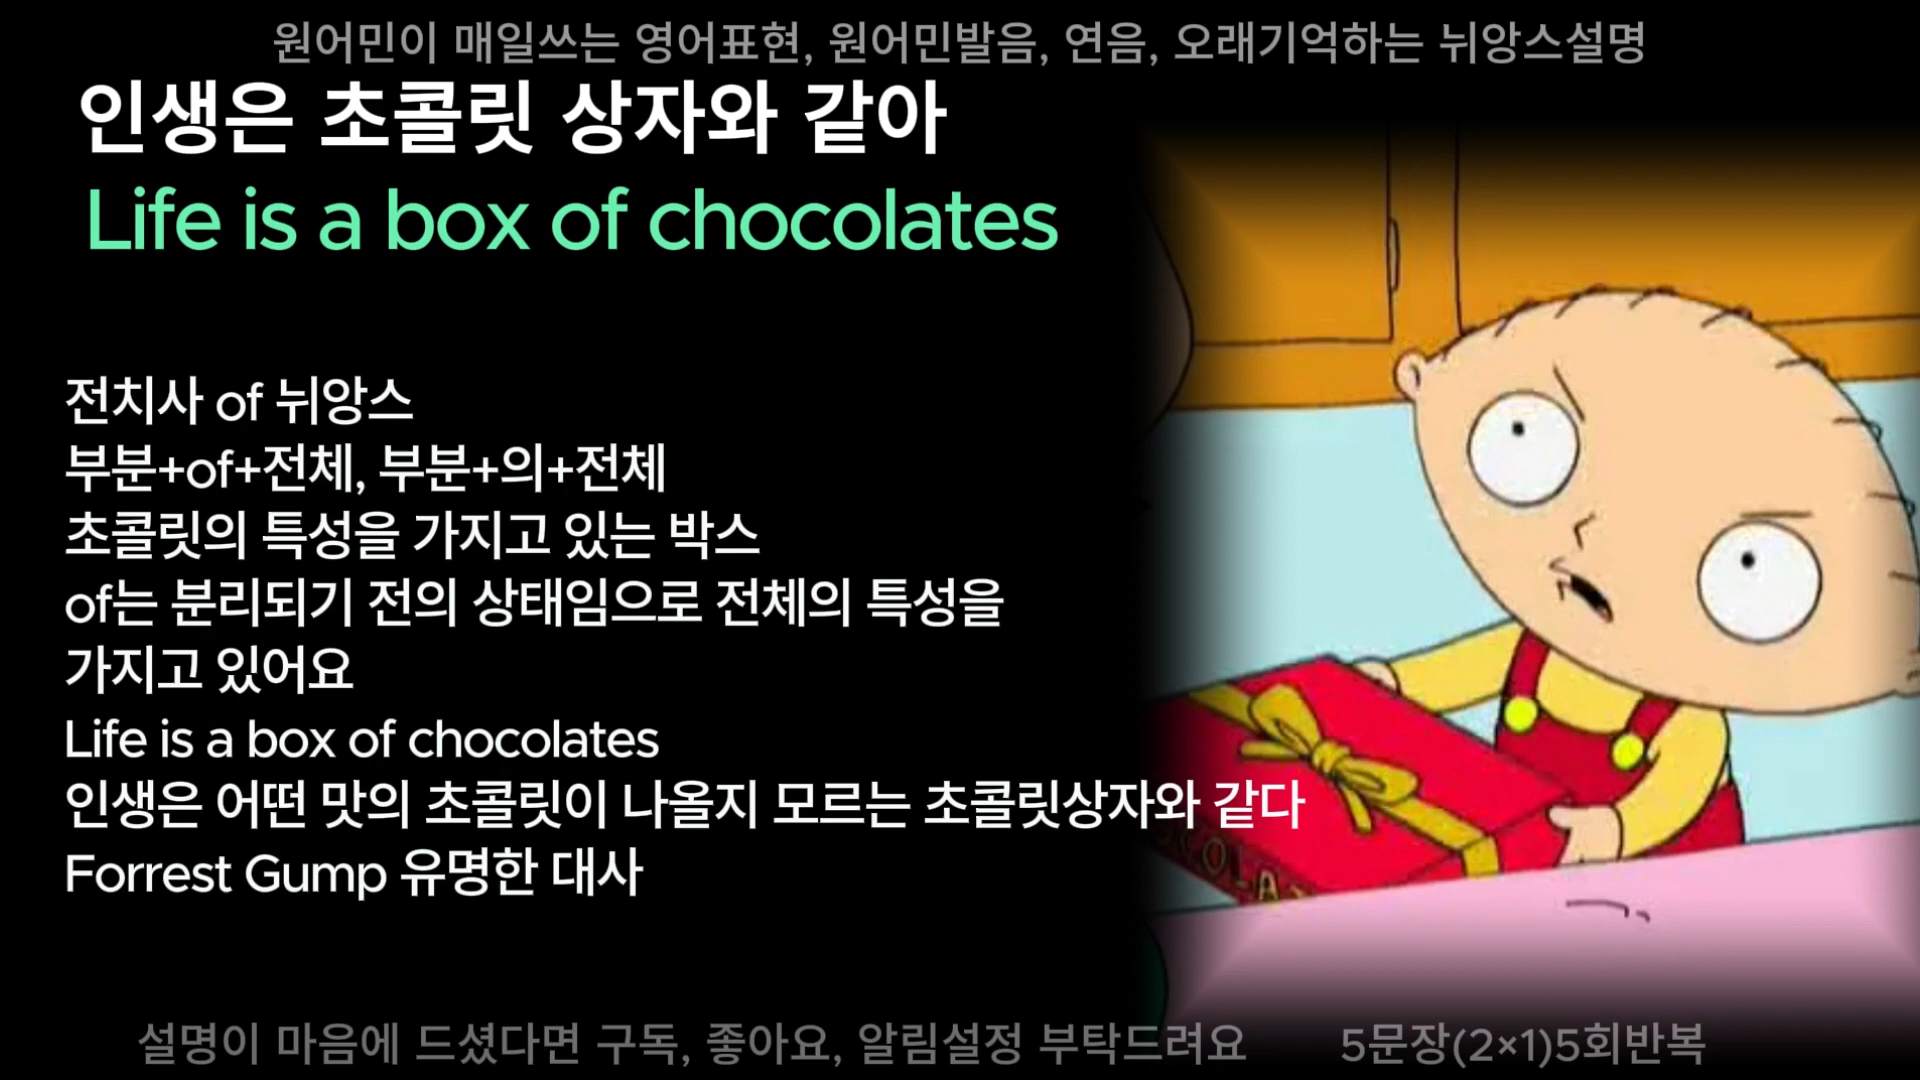 원어민이 매일쓰는 영어표현, 원어민발음, 연음, 오래기억하는 뉘앙스설명
인생은 초콜릿 상자와 같아
Life is a box of chocolates
전치사 of 뉘앙스
부분+of+전체, 부분+의+전체
초콜릿의 특성을 가지고 있는 박스
of는 분리되기 전의 상태임으로 전체의 특성을
가지고 있어요
Life is a box of chocolates
인생은 어떤 맛의 초콜릿이 나올지 모르는 초콜릿상자와 같다
Forrest Gump 유명한 대사
설명이 마음에 드셨다면 구독, 좋아요, 알림설정 부탁드려요
5문장(2×1)5회반복